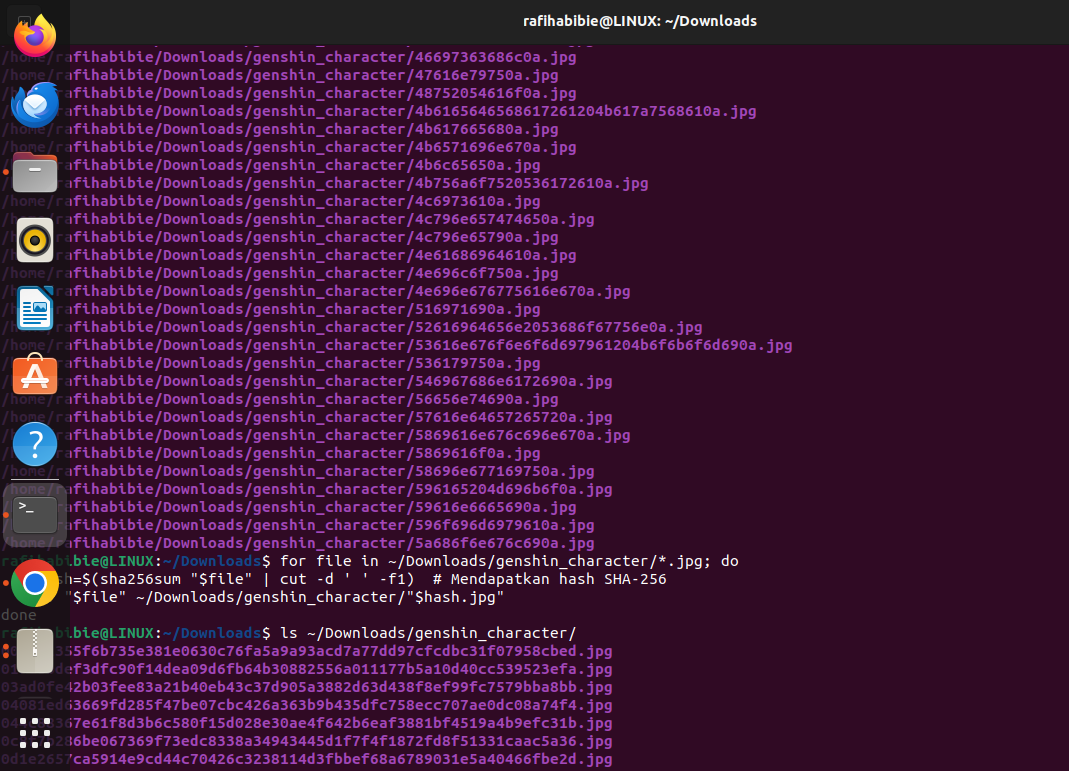 rafihabibie@LINUX: ~/Downloads
/home/rafihabibie/Downloads/genshin_character/46697363686c0a.jpg
/home/rafihabibie/Downloads/genshin_character/47616e79750a.jpg
/home/rafihabibie/Downloads/genshin_character/48752054616f0a.jpg
/home/rafihabibie/Downloads/genshin_character/4b6165646568617261204b617a7568610a.jpg
/home/rafihabibie/Downloads/genshin_character/4b617665680a.jpg
/home/rafihabibie/Downloads/genshin_character/4b6571696e670a.jpg
/home/rafihabibie/Downloads/genshin_character/4b6c65650a.jpg
/home/rafihabibie/Downloads/genshin_character/4b756a6f7520536172610a.jpg
/home/rafihabibie/Downloads/genshin_character/4c6973610a.jpg
/home/rafihabibie/Downloads/genshin_character/4c796e657474650a.jpg
/home/rafihabibie/Downloads/genshin_character/4c796e65790a.jpg
/home/rafihabibie/Downloads/genshin_character/4e61686964610a.jpg
/home/rafihabibie/Downloads/genshin_character/4e696c6f750a.jpg
/home/rafihabibie/Downloads/genshin_character/4e696e676775616e670a.jpg
/home/rafihabibie/Downloads/genshin_character/516971690a.jpg
/home/rafihabibie/Downloads/genshin_character/52616964656e2053686f67756e0a.jpg
/home/rafihabibie/Downloads/genshin_character/53616e676f6e6f6d697961204b6f6b6f6d690a.jpg
/home/rafihabibie/Downloads/genshin_character/536179750a.jpg
/home/rafihabibie/Downloads/genshin_character/546967686e6172690a.jpg
/home/rafihabibie/Downloads/genshin_character/56656e74690a.jpg
/home/rafihabibie/Downloads/genshin_character/57616e64657265720a.jpg
/home/rafihabibie/Downloads/genshin_character/5869616e676c696e670a.jpg
/home/rafihabibie/Downloads/genshin_character/5869616f0a.jpg
/home/rafihabibie/Downloads/genshin_character/58696e677169750a.jpg
/home/rafihabibie/Downloads/genshin_character/596165204d696b6f0a.jpg
/home/rafihabibie/Downloads/genshin_character/59616e6665690a.jpg
/home/rafihabibie/Downloads/genshin_character/596f696d6979610a.jpg
/home/rafihabibie/Downloads/genshin_character/5a686f6e676c690a.jpg
rafihabibie@LINUX:~/Downloads$ for file in ~/Downloads/genshin_character/*.jpg; do
h=$(sha256sum "$file" | cut -d ' ' -f1) # Mendapatkan hash SHA-256
"$file" ~/Downloads/genshin_character/"$hash.jpg"
done
rafihabibie@LINUX:~/Downloads$ ls ~/Downloads/genshin_character/
355f6b735e381e0630c76fa5a9a93acd7a77dd97cfcdbc31f07958cbed.jpg
ef3dfc90f14dea09d6fb64b30882556a011177b5a10d40cc539523efa.jpg
03ad0fe42b03fee83a21b40eb43c37d905a3882d63d438f8ef99fc7579bba8bb.jpg
04081ed63669fd285f47be07cbc426a363b9b435dfc758ecc707ae0dc08a74f4.jpg
367e61f8d3b6c580f15d028e30ae4f642b6eaf3881bf4519a4b9efc31b.jpg
286be067369f73edc8338a34943445d1f7f4f1872fd8f51331caac5a36.jpg
0d1e2657ca5914e9cd44c70426c3238114d3fbbef68a6789031e5a40466fbe2d.jpg